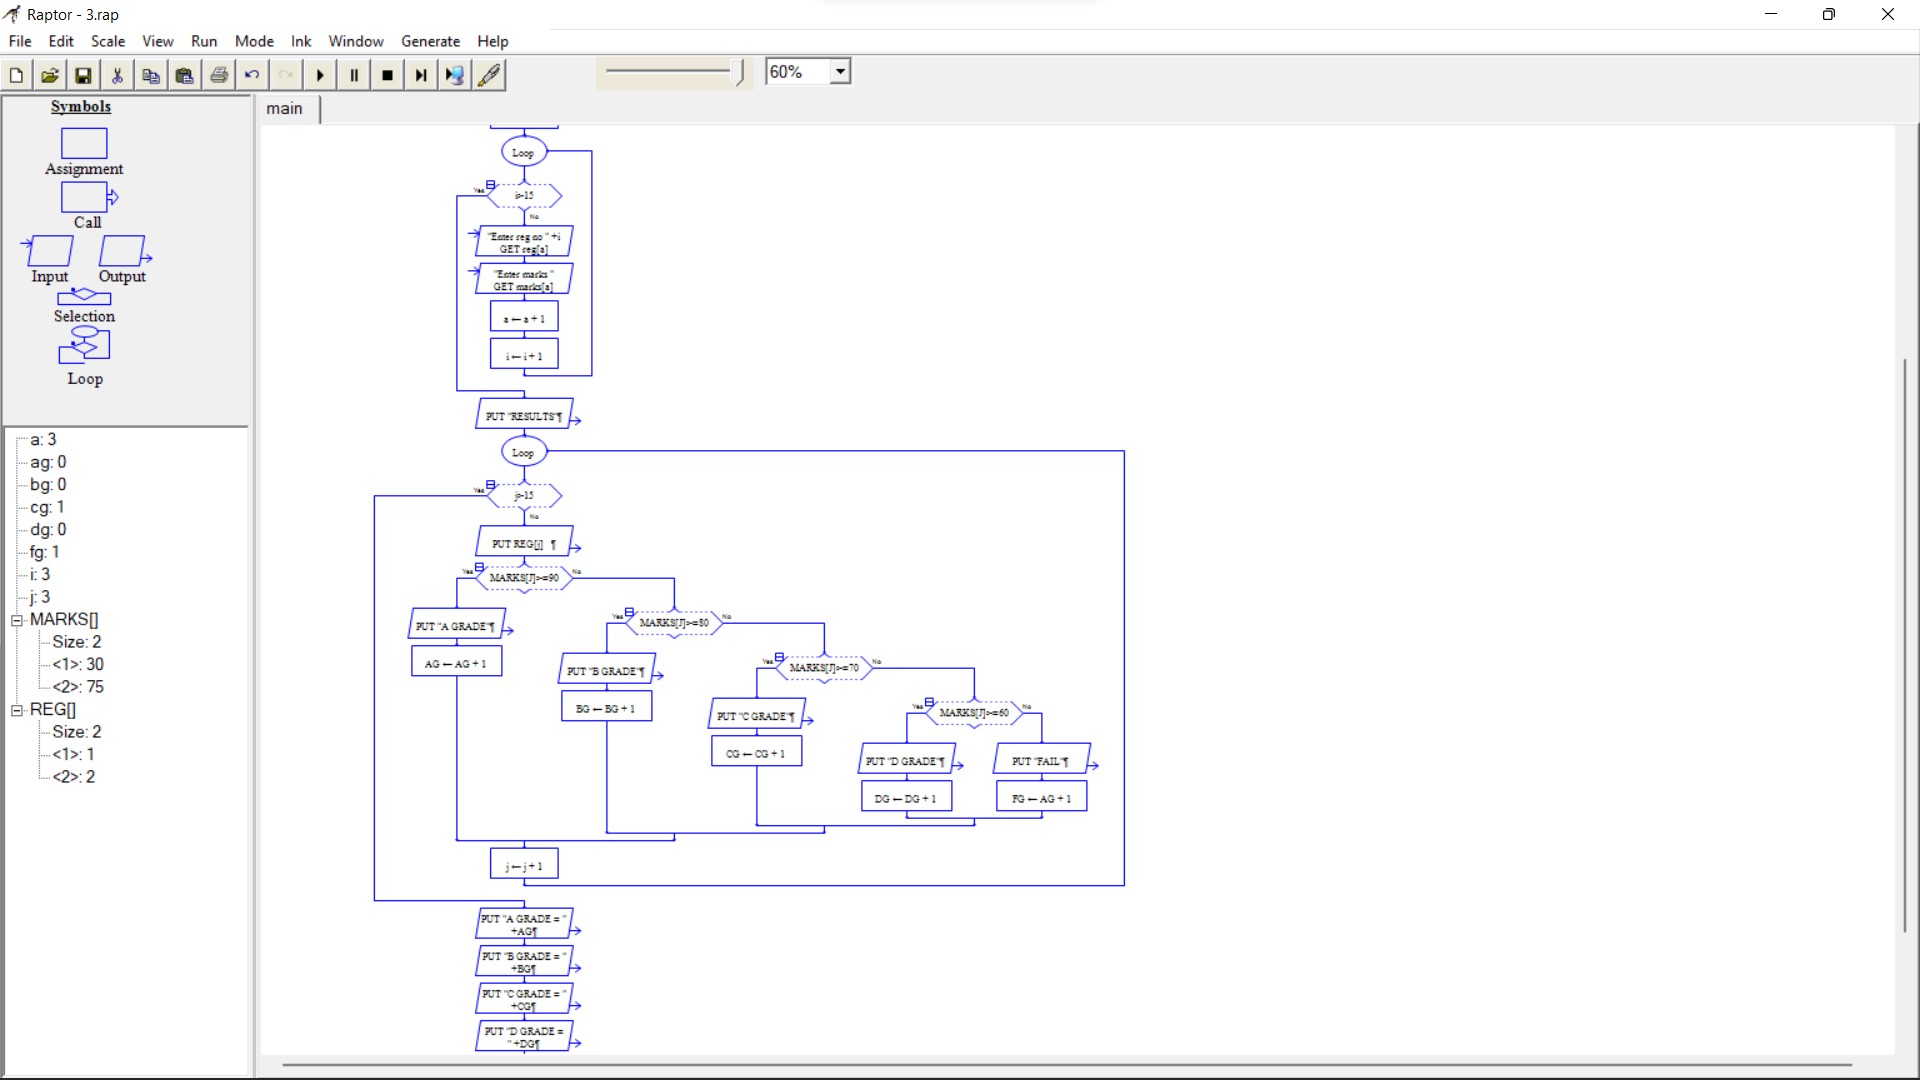 Raptor - 3.rap
File Edit Scale View Run Mode Ink Window Generate Help
60%
Symbols
Assignment
Call
Input Output
Selection
Loop
a: 3
ag: 0
bg: 0
cg: 1
dg: 0
fg: 1
i: 3
j: 3
MARKS[]
Size: 2
<1>: 30
<2>: 75
REG[]
Size: 2
<1>: 1
<2>: 2
main
Loop
Yes
No
"Enter reg no " +i
GET reg[a]
"Enter marks "
GET marks[a]
a ← a + 1
i ← i + 1
PUT "RESULTS"¶
Loop
Yes
No
PUT REG[j] ¶
Yes MARKS[J]>=90 No
PUT "A GRADE"¶
AG ← AG + 1
Yes MARKS[J]>=80 No
PUT "B GRADE"¶
BG ← BG + 1
Yes MARKS[J]>=70 No
PUT "C GRADE"¶
CG ← CG + 1
Yes MARKS[J]>=60 No
PUT "D GRADE"¶
DG ← DG + 1
PUT "FAIL"¶
FG ← AG + 1
j ← j + 1
PUT "A GRADE = "
+AG¶
PUT "B GRADE = "
+BG¶
PUT "C GRADE = "
+CG¶
PUT "D GRADE =
" +DG¶